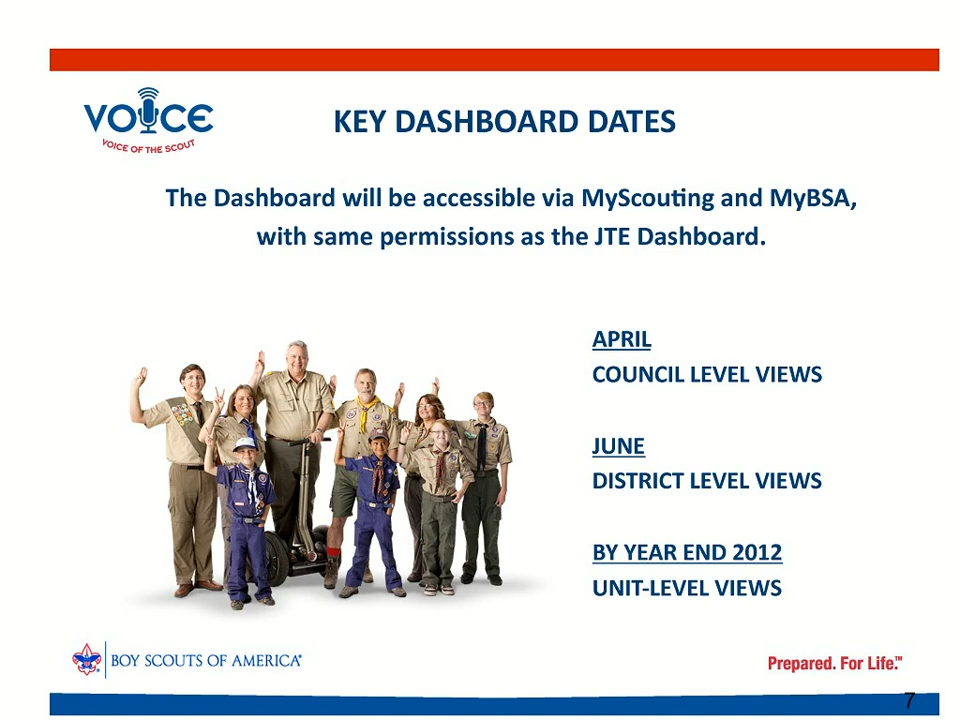 VOICE
VOICE OF THE SCOUT
KEY DASHBOARD DATES
The Dashboard will be accessible via MyScouting and MyBSA,
with same permissions as the JTE Dashboard.
APRIL
COUNCIL LEVEL VIEWS
JUNE
DISTRICT LEVEL VIEWS
BY YEAR END 2012
UNIT-LEVEL VIEWS
BOY SCOUTS OF AMERICA®
Prepared. For Life.™
7